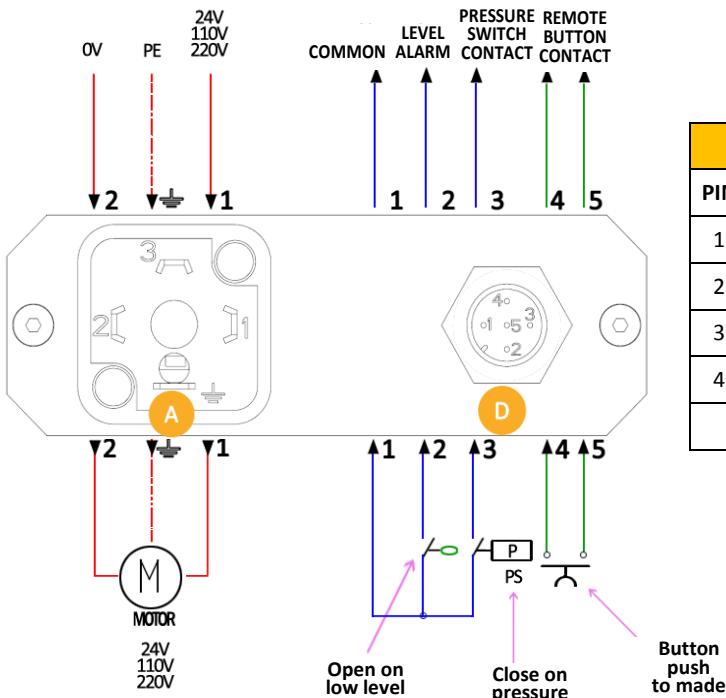 0V
PE
24V
110V
220V
COMMON
LEVEL
ALARM
PRESSURE
SWITCH
CONTACT
REMOTE
BUTTON
CONTACT
2
1
1
2
3
4
5
PIN
1
2
3
4
3
2
1
4
3
1
5
2
A
D
2
1
1
2
3
4
5
M
MOTOR
24V
110V
220V
P
PS
Open on
low level
Close on
pressure
Button
push
to made